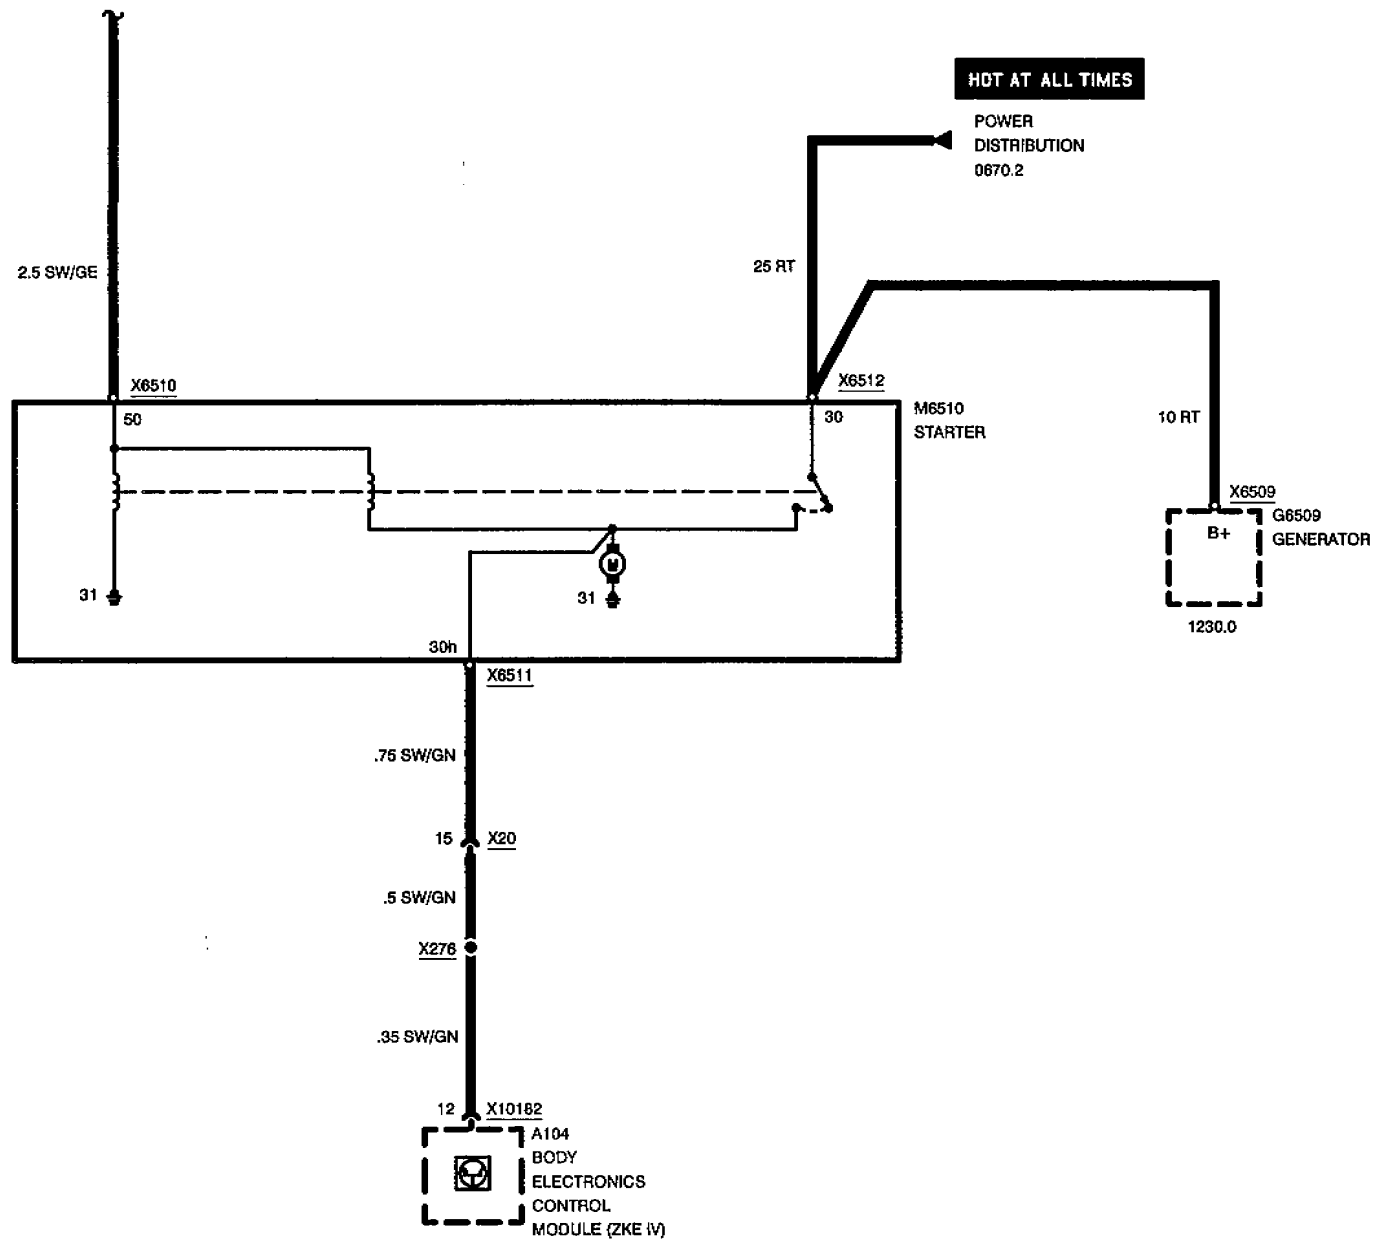 HOT AT ALL TIMES
POWER
DISTRIBUTION
0670.2
2.5 SW/GE
25 RT
X6510
X6512
50
30
M6510
STARTER
10 RT
X6509
G6509
GENERATOR
B+
31
M
31
1230.0
30h
X6511
.75 SW/GN
15
X20
.5 SW/GN
X276
.35 SW/GN
12
X10182
A104
BODY
ELECTRONICS
CONTROL
MODULE (ZKE IV)